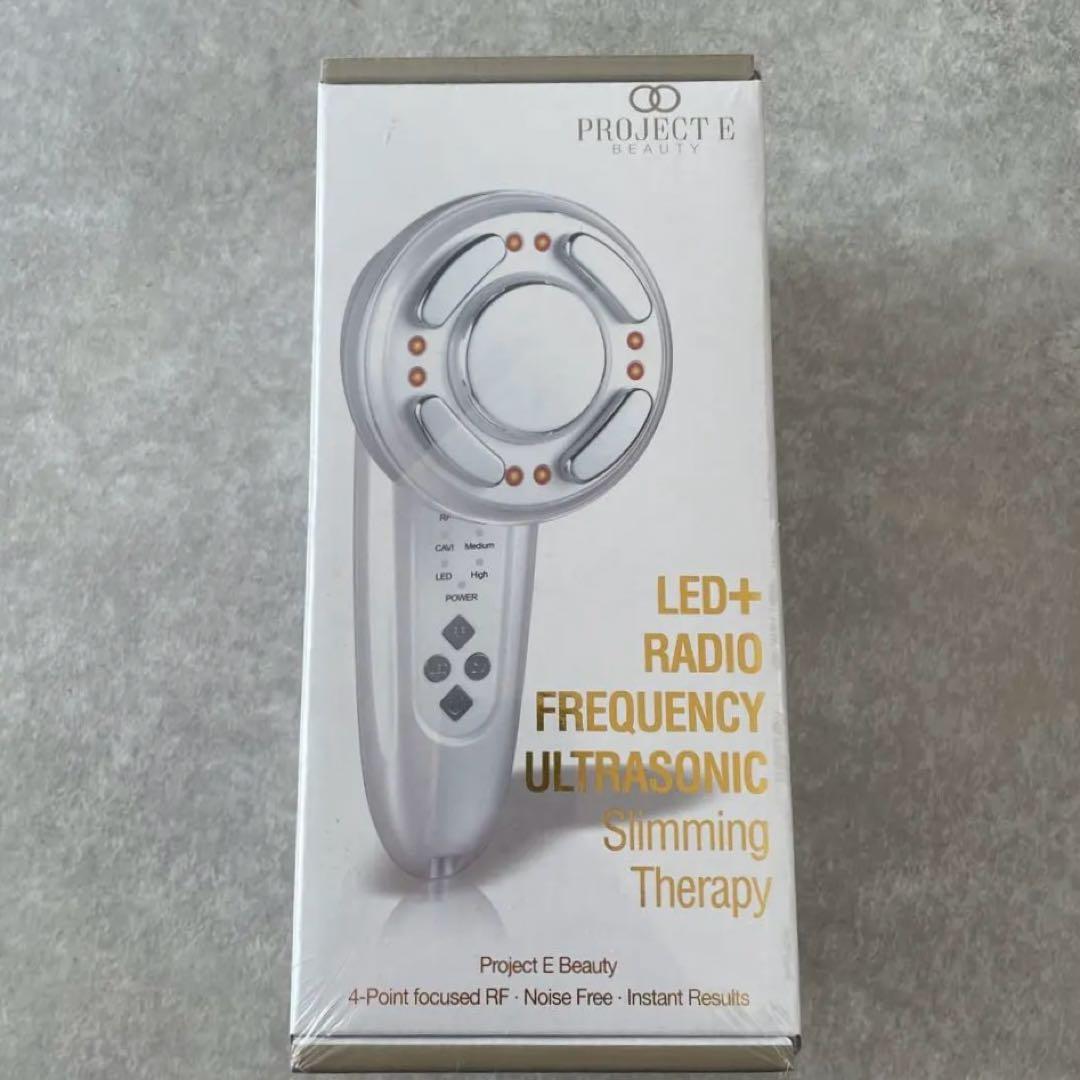 PROJECT E
BEAUTY
RF
CAVI Medium
LED High
POWER
LED+
RADIO
FREQUENCY
ULTRASONIC
Slimming
Therapy
Project E Beauty
4-Point focused RF · Noise Free · Instant Results